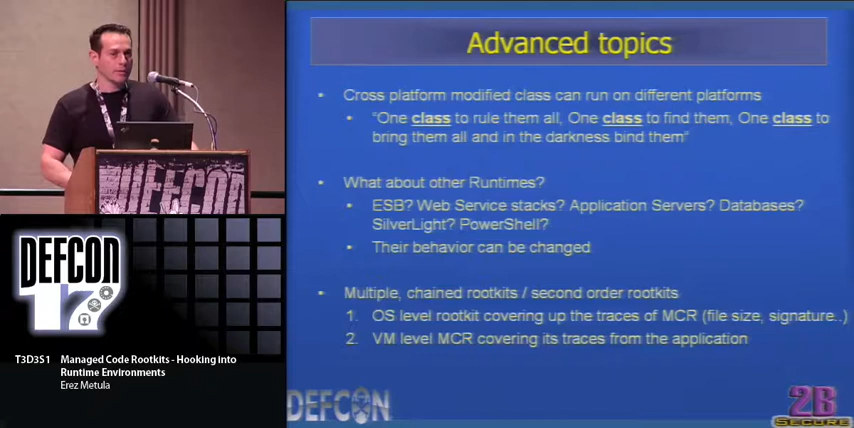 Advanced topics
• Cross platform modified class can run on different platforms
• "One class to rule them all, One class to find them, One class to
bring them all and in the darkness bind them"
• What about other Runtimes?
• ESB? Web Service stacks? Application Servers? Databases?
SilverLight? PowerShell?
• Their behavior can be changed
• Multiple, chained rootkits / second order rootkits
1. OS level rootkit covering up the traces of MCR (file size, signature..)
2. VM level MCR covering its traces from the application
DEFCON
2B
SECURE
DEFCON
DEFCON
17
T3D3S1 Managed Code Rootkits - Hooking into
Runtime Environments
Erez Metula